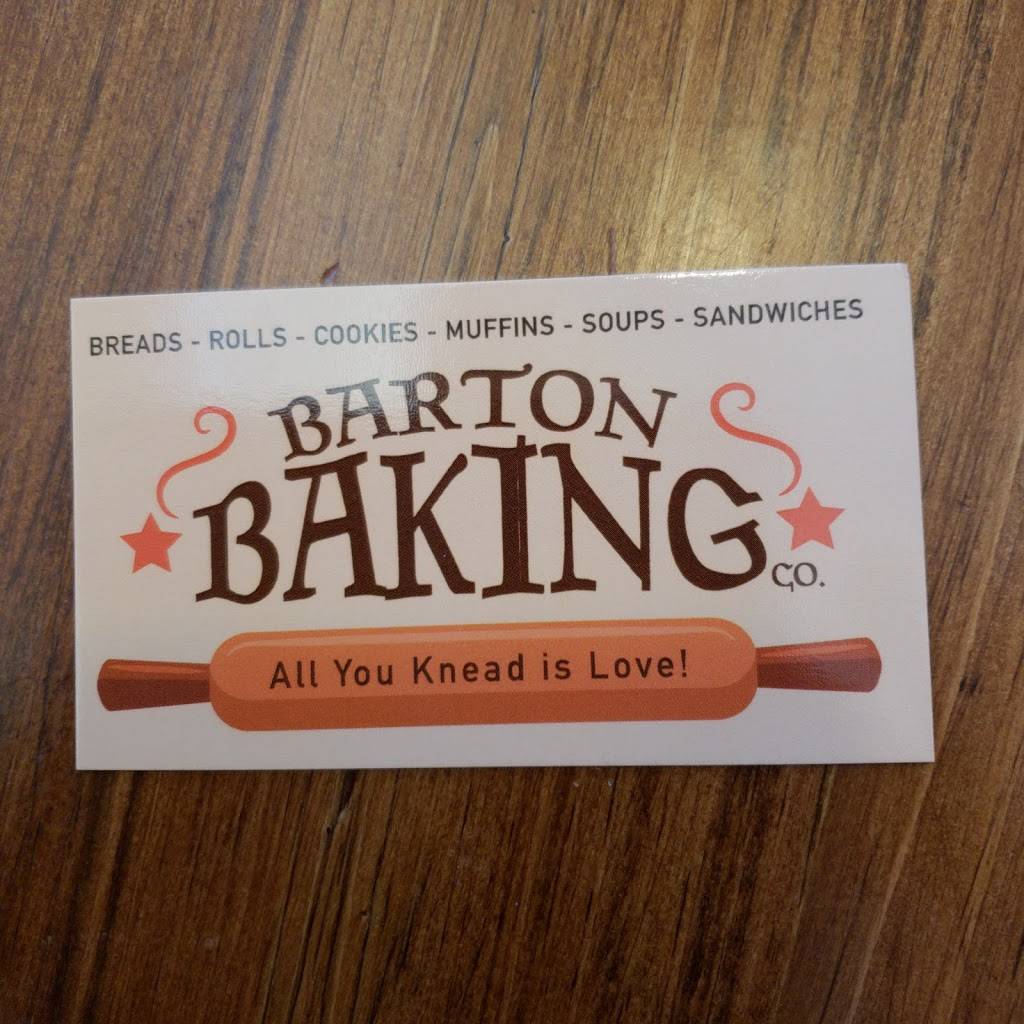 BREADS - ROLLS - COOKIES - MUFFINS - SOUPS - SANDWICHES
BARTON
BAKING CO.
All You Knead is Love!